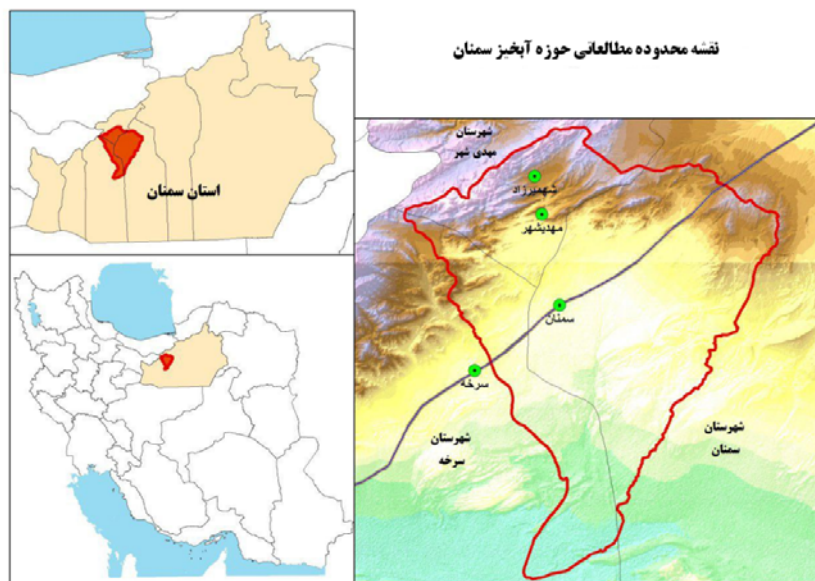 نقشه محدوده مطالعاتی حوزه آبخیز سمنان
استان سمنان
شهرستان
مهدی شهر
شهمیرزاد
مهدیشهر
سمنان
سرخه
شهرستان
سرخه
شهرستان
سمنان